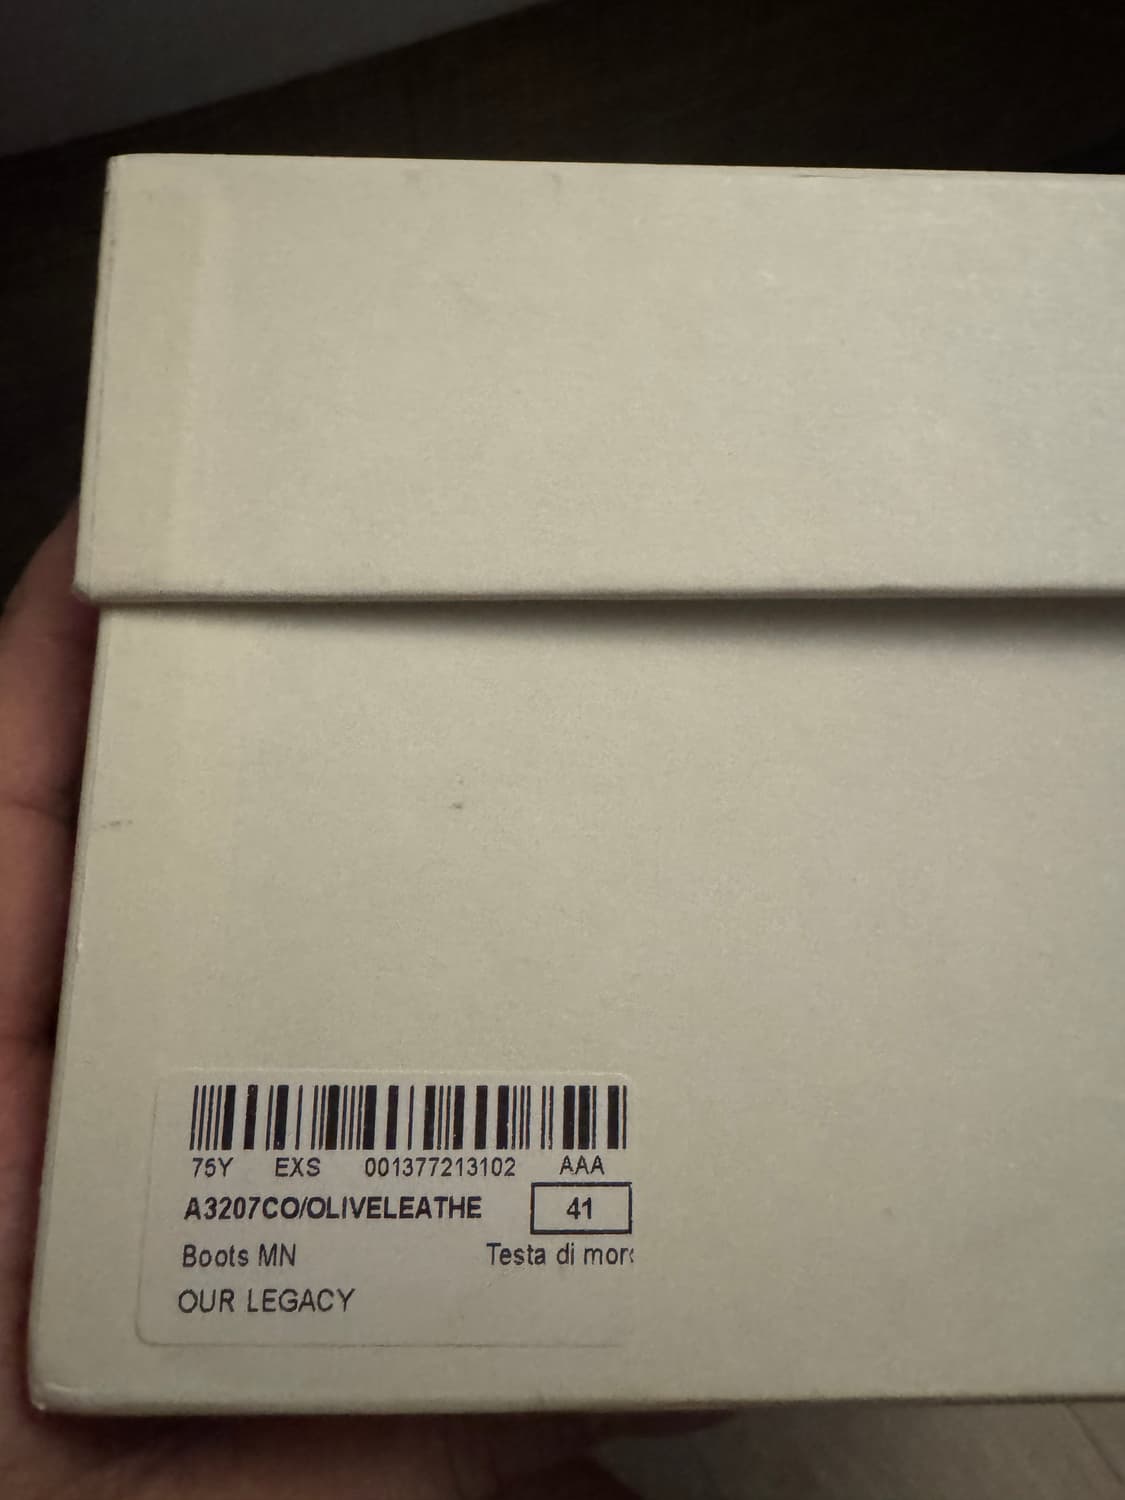 75Y EXS 001377213102 AAA
A3207CO/OLIVELEATHE 41
Boots MN Testa di mor
OUR LEGACY